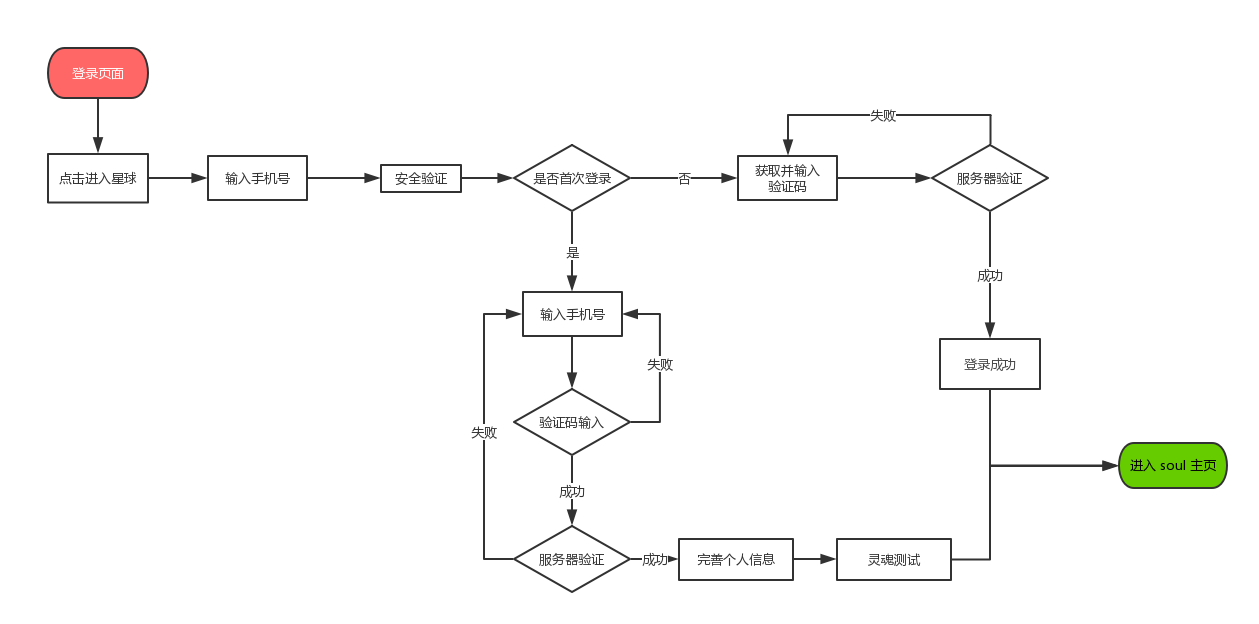 登录页面
点击进入星球
输入手机号
安全验证
是否首次登录
否
获取并输入
验证码
失败
服务器验证
是
成功
输入手机号
登录成功
失败
验证码输入
失败
进入 soul 主页
成功
服务器验证
成功
完善个人信息
灵魂测试